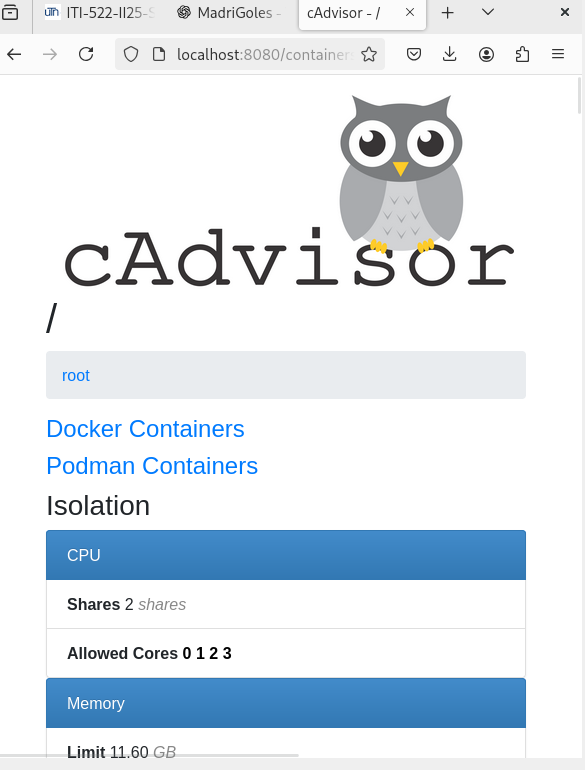 ITI-522-II25-S
MadriGoles -
cAdvisor - /
localhost:8080/container
cAdvisor
/
root
Docker Containers
Podman Containers
Isolation
CPU
Shares 2 shares
Allowed Cores 0 1 2 3
Memory
Limit 11.60 GB